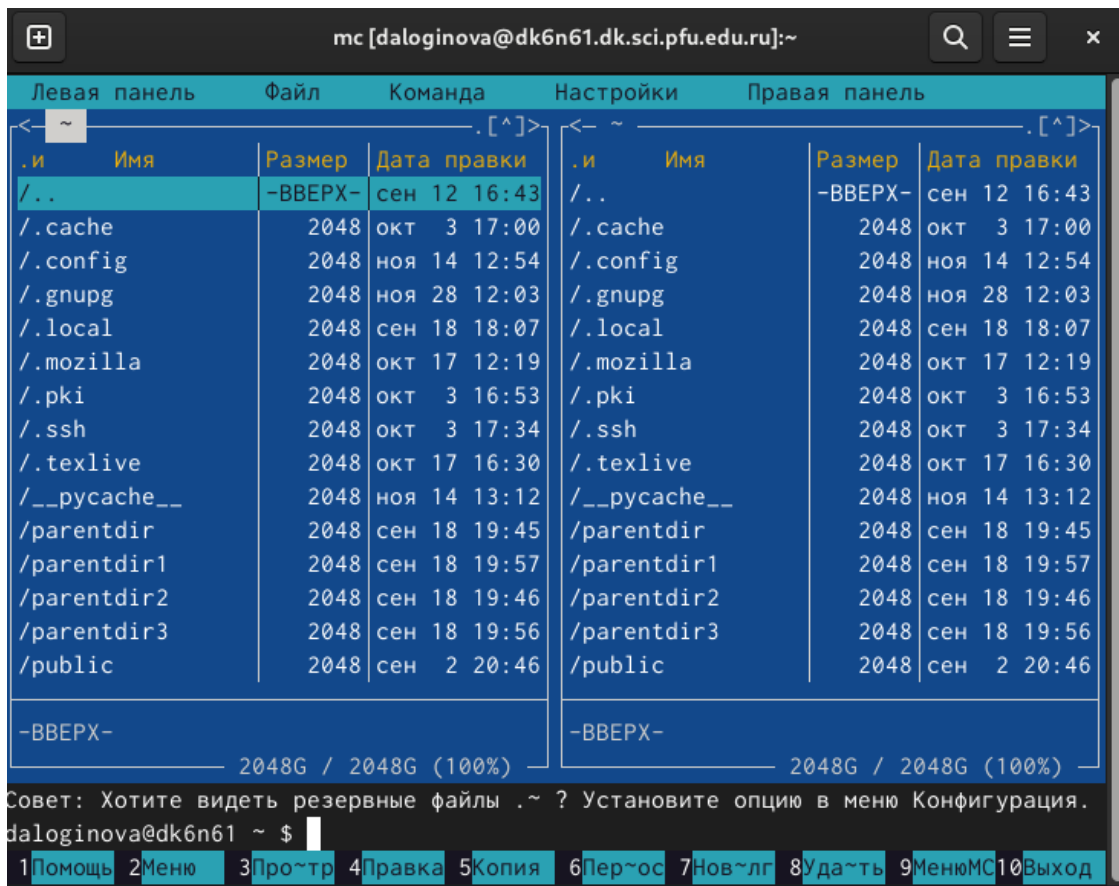 mc [daloginova@dk6n61.dk.sci.pfu.edu.ru]:~
Левая панель Файл Команда Настройки Правая панель
<— ~ .[^]> <— ~ .[^]>
.и Имя Размер Дата правки .и Имя Размер Дата правки
/.. -ВВЕРХ- сен 12 16:43 /.. -ВВЕРХ- сен 12 16:43
/.cache 2048 окт 3 17:00 /.cache 2048 окт 3 17:00
/.config 2048 ноя 14 12:54 /.config 2048 ноя 14 12:54
/.gnupg 2048 ноя 28 12:03 /.gnupg 2048 ноя 28 12:03
/.local 2048 сен 18 18:07 /.local 2048 сен 18 18:07
/.mozilla 2048 окт 17 12:19 /.mozilla 2048 окт 17 12:19
/.pki 2048 окт 3 16:53 /.pki 2048 окт 3 16:53
/.ssh 2048 окт 3 17:34 /.ssh 2048 окт 3 17:34
/.texlive 2048 окт 17 16:30 /.texlive 2048 окт 17 16:30
/__pycache__ 2048 ноя 14 13:12 /__pycache__ 2048 ноя 14 13:12
/parentdir 2048 сен 18 19:45 /parentdir 2048 сен 18 19:45
/parentdir1 2048 сен 18 19:57 /parentdir1 2048 сен 18 19:57
/parentdir2 2048 сен 18 19:46 /parentdir2 2048 сен 18 19:46
/parentdir3 2048 сен 18 19:56 /parentdir3 2048 сен 18 19:56
/public 2048 сен 2 20:46 /public 2048 сен 2 20:46
-ВВЕРХ- -ВВЕРХ-
2048G / 2048G (100%) 2048G / 2048G (100%)
Совет: Хотите видеть резервные файлы .~ ? Установите опцию в меню Конфигурация.
daloginova@dk6n61 ~ $
1Помощь 2Меню 3Про~тр 4Правка 5Копия 6Пер~ос 7Нов~лг 8Уда~ть 9МенюMC 10Выход